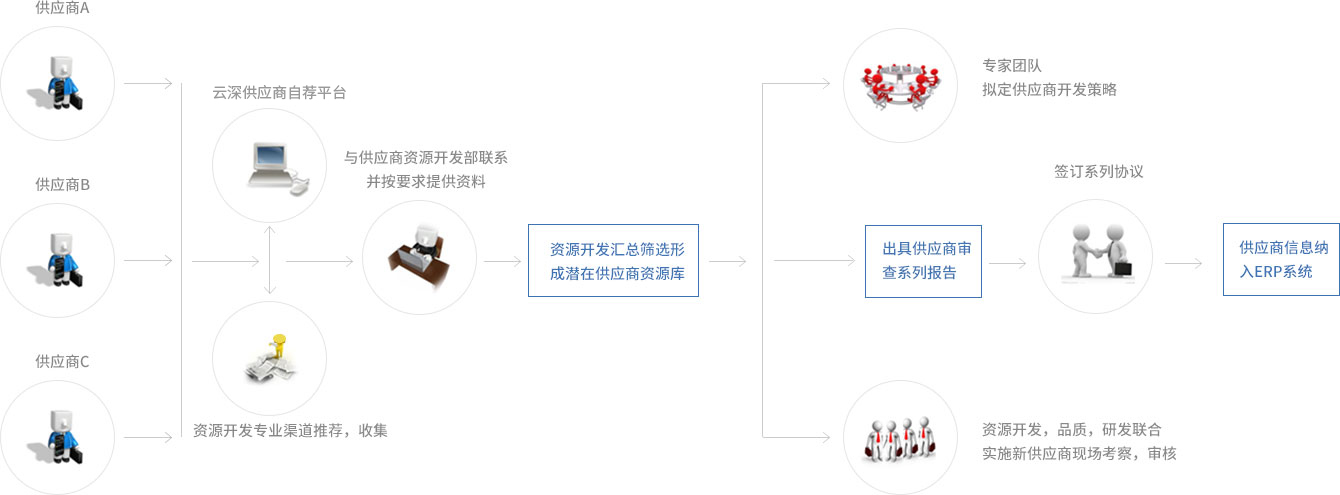 供应商A
供应商B
供应商C
云深供应商自荐平台
资源开发专业渠道推荐，收集
与供应商资源开发部联系
并按要求提供资料
资源开发汇总筛选形
成潜在供应商资源库
专家团队
拟定供应商开发策略
出具供应商审
查系列报告
资源开发，品质，研发联合
实施新供应商现场考察，审核
签订系列协议
供应商信息纳
入ERP系统